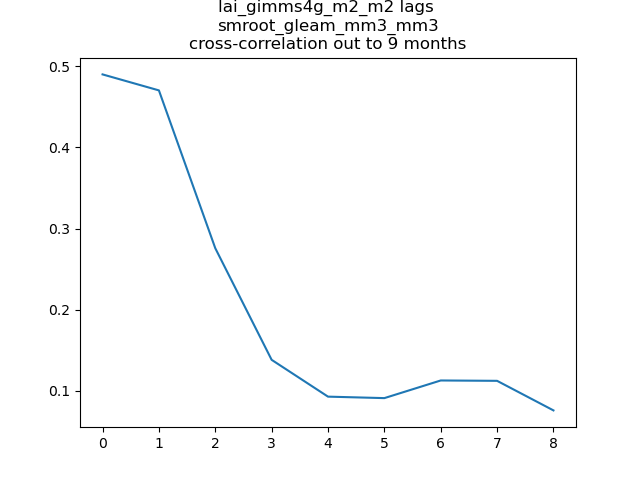 lai_gimms4g_m2_m2 lags
smroot_gleam_mm3_mm3
cross-correlation out to 9 months
0.5
0.4
0.3
0.2
0.1
0 1 2 3 4 5 6 7 8